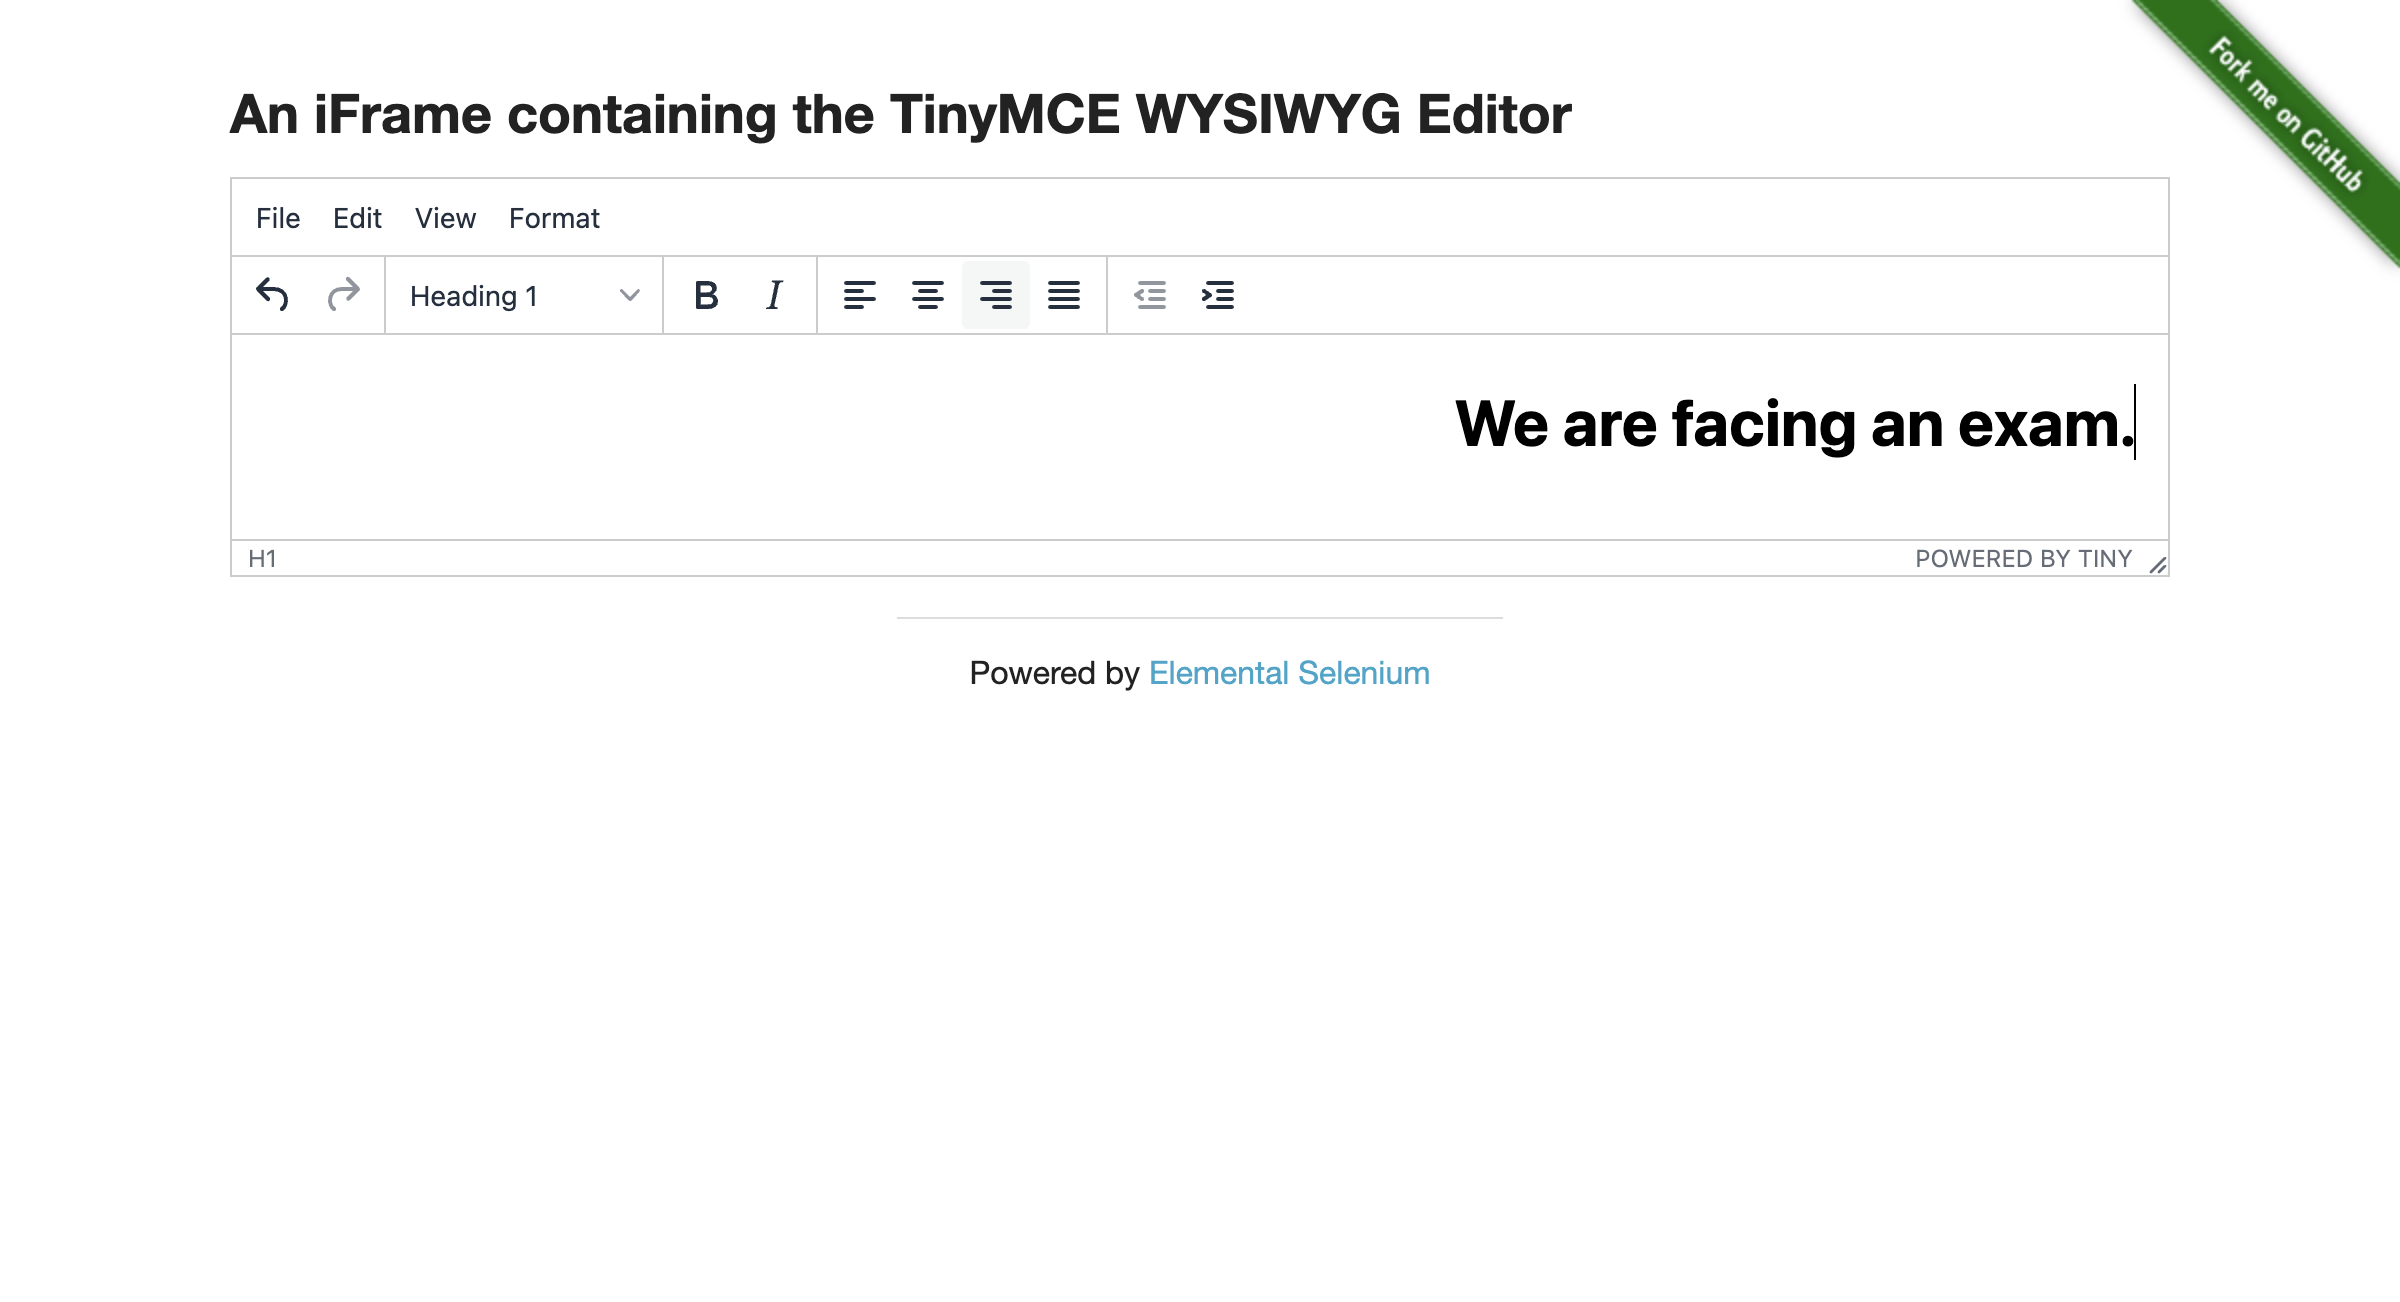 Fork me on GitHub
An iFrame containing the TinyMCE WYSIWYG Editor
File Edit View Format
Heading 1 B I
We are facing an exam.
H1 POWERED BY TINY
Powered by Elemental Selenium